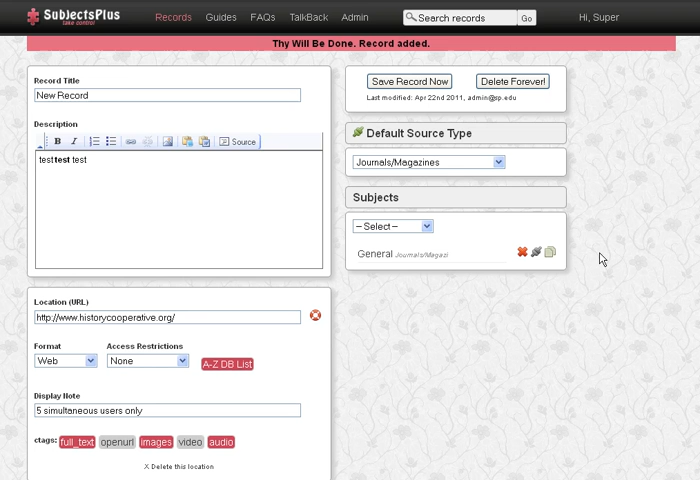 SubjectsPlus
take control
Records Guides FAQs TalkBack Admin
Search records
Go
Hi, Super
Thy Will Be Done. Record added.
Record Title
New Record
Description
B I Source
test test test
Save Record Now
Delete Forever!
Last modified: Apr 22nd 2011, admin@sp.edu
Default Source Type
Journals/Magazines
Subjects
-- Select --
General Journals/Magazi
Location (URL)
http://www.historycooperative.org/
Format Access Restrictions
Web None A-Z DB List
Display Note
5 simultaneous users only
ctags: full_text openurl images video audio
X Delete this location